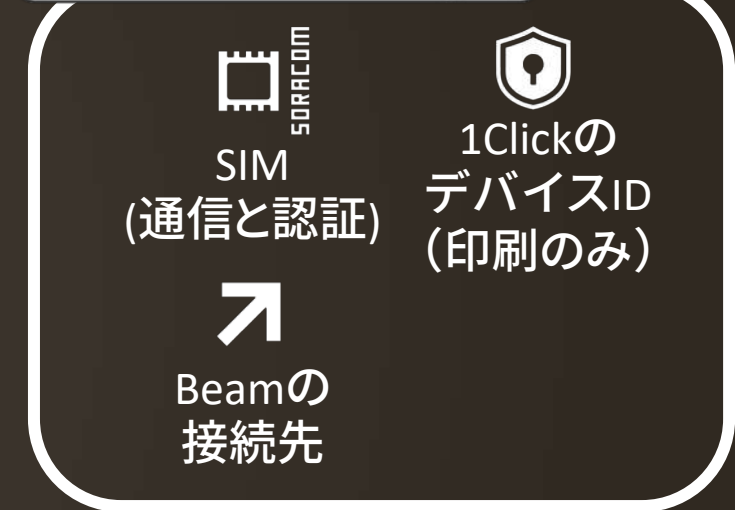 SORACOM
SIM
(通信と認証)
1Clickの
デバイスID
（印刷のみ）
Beamの
接続先